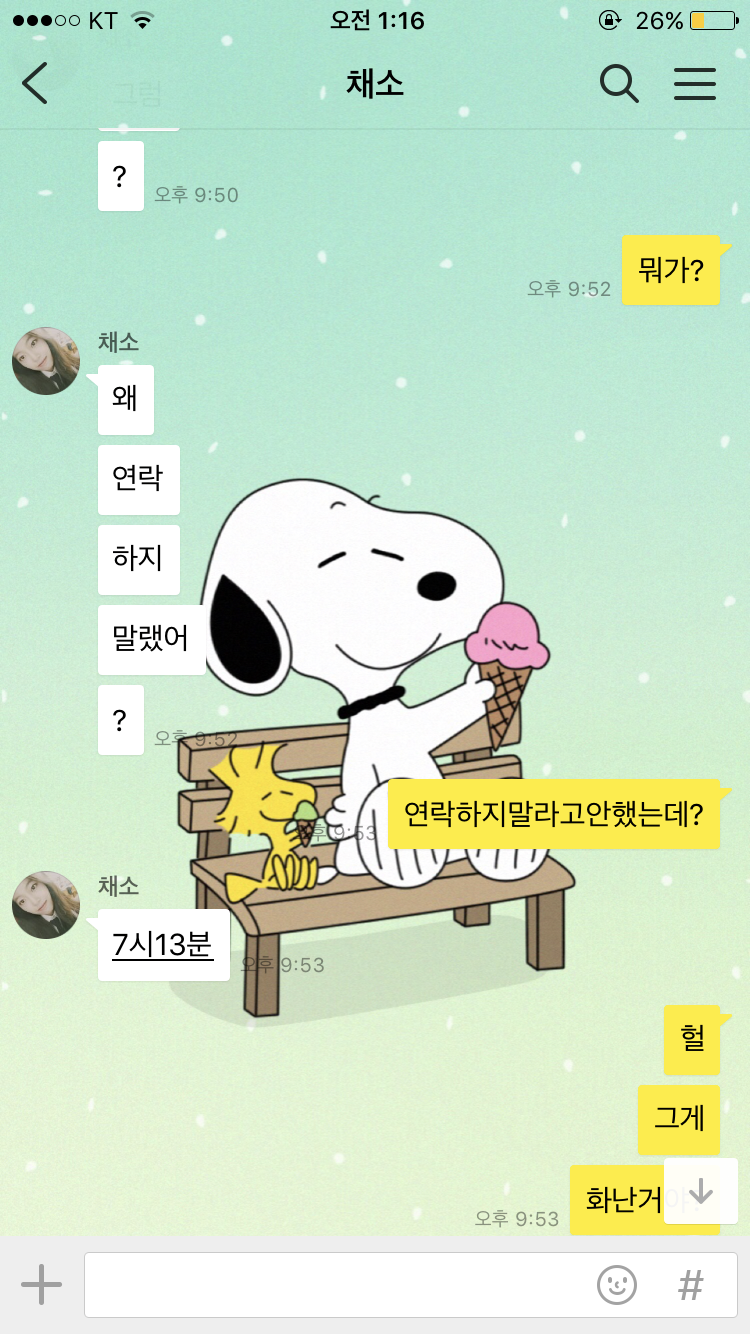 KT
오전 1:16
26%
채소
그럼
?
오후 9:50
뭐가?
오후 9:52
채소
왜
연락
하지
말랬어
?
오후 9:52
연락하지말라고안했는데?
오후 9:53
채소
7시13분
오후 9:53
헐
그게
화난거야
오후 9:53
#